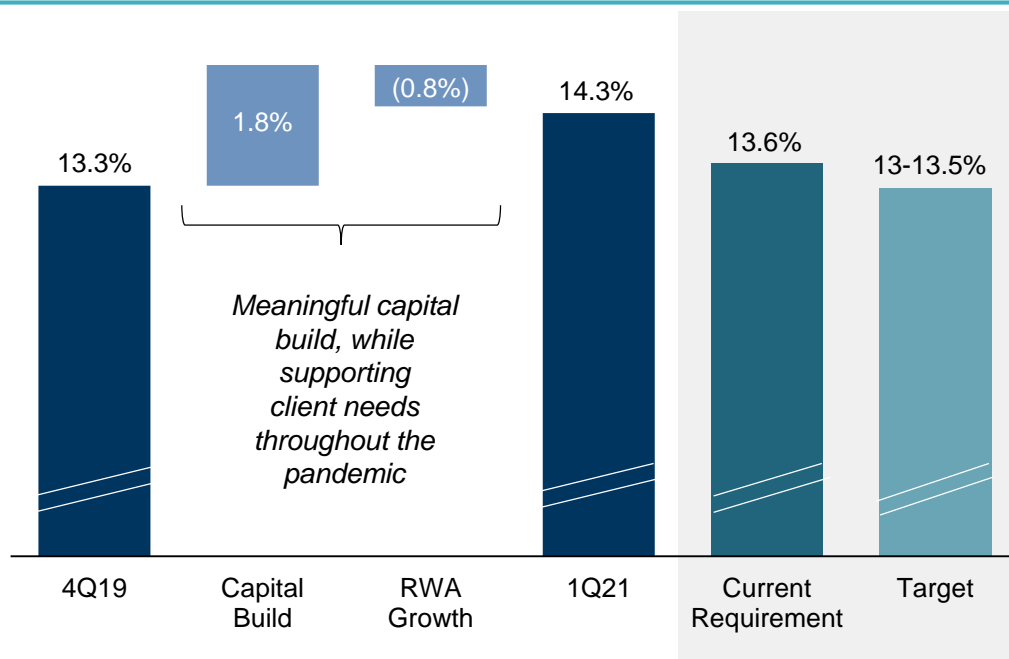 13.3%
1.8%
(0.8%)
14.3%
13.6%
13-13.5%
Meaningful capital
build, while
supporting
client needs
throughout the
pandemic
4Q19
Capital
Build
RWA
Growth
1Q21
Current
Requirement
Target